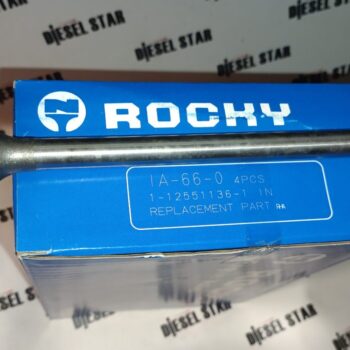 DIESEL STAR
DIESEL STAR
ROCKY
IA-66-0 4PCS
1-12551136-1 IN
REPLACEMENT PART
DIESEL STAR
DIESEL STAR
DIESEL STAR
DIESEL STAR